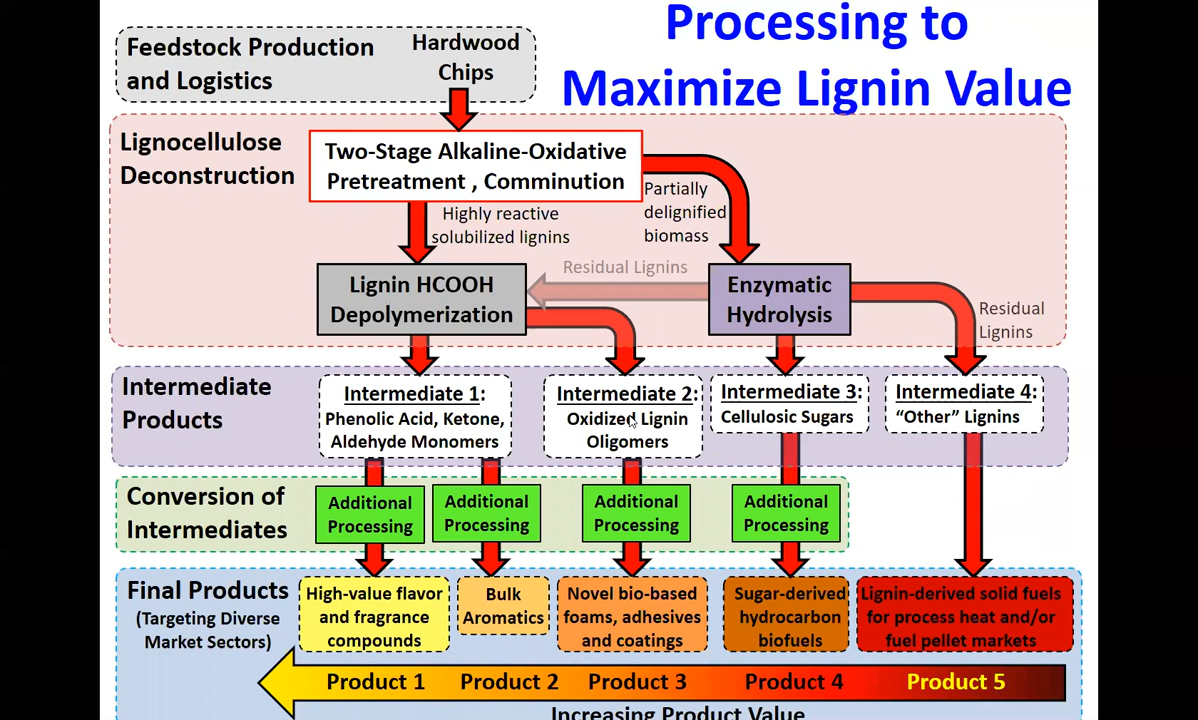 Processing to
Maximize Lignin Value
Feedstock Production
and Logistics
Hardwood
Chips
Lignocellulose
Deconstruction
Two-Stage Alkaline-Oxidative
Pretreatment , Comminution
Highly reactive
solubilized lignins
Partially
delignified
biomass
Lignin HCOOH
Depolymerization
Residual Lignins
Enzymatic
Hydrolysis
Residual
Lignins
Intermediate
Products
Intermediate 1:
Phenolic Acid, Ketone,
Aldehyde Monomers
Intermediate 2:
Oxidized Lignin
Oligomers
Intermediate 3:
Cellulosic Sugars
Intermediate 4:
“Other” Lignins
Conversion of
Intermediates
Additional
Processing
Additional
Processing
Additional
Processing
Additional
Processing
Final Products
(Targeting Diverse
Market Sectors)
High-value flavor
and fragrance
compounds
Bulk
Aromatics
Novel bio-based
foams, adhesives
and coatings
Sugar-derived
hydrocarbon
biofuels
Lignin-derived solid fuels
for process heat and/or
fuel pellet markets
Product 1 Product 2 Product 3 Product 4 Product 5
Increasing Product Value